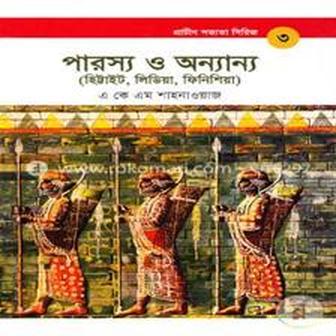 প্রাচীন সভ্যতা সিরিজ
৩
পারস্য ও অন্যান্য
(হিট্টাইট, লিডিয়া, ফিনিশিয়া)
এ কে এম শাহনাওয়াজ